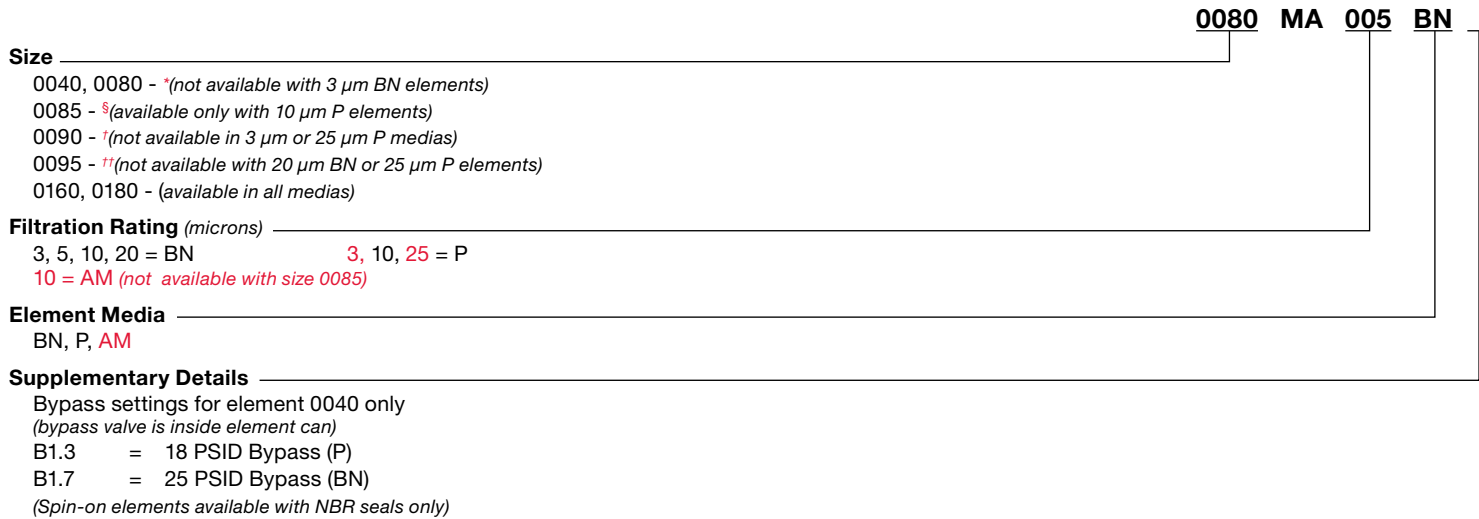 0080 MA 005 BN
Size
0040, 0080 - *(not available with 3 µm BN elements)
0085 - §(available only with 10 µm P elements)
0090 - †(not available in 3 µm or 25 µm P medias)
0095 - ††(not available with 20 µm BN or 25 µm P elements)
0160, 0180 - (available in all medias)
Filtration Rating (microns)
3, 5, 10, 20 = BN 3, 10, 25 = P
10 = AM (not available with size 0085)
Element Media
BN, P, AM
Supplementary Details
Bypass settings for element 0040 only
(bypass valve is inside element can)
B1.3 = 18 PSID Bypass (P)
B1.7 = 25 PSID Bypass (BN)
(Spin-on elements available with NBR seals only)